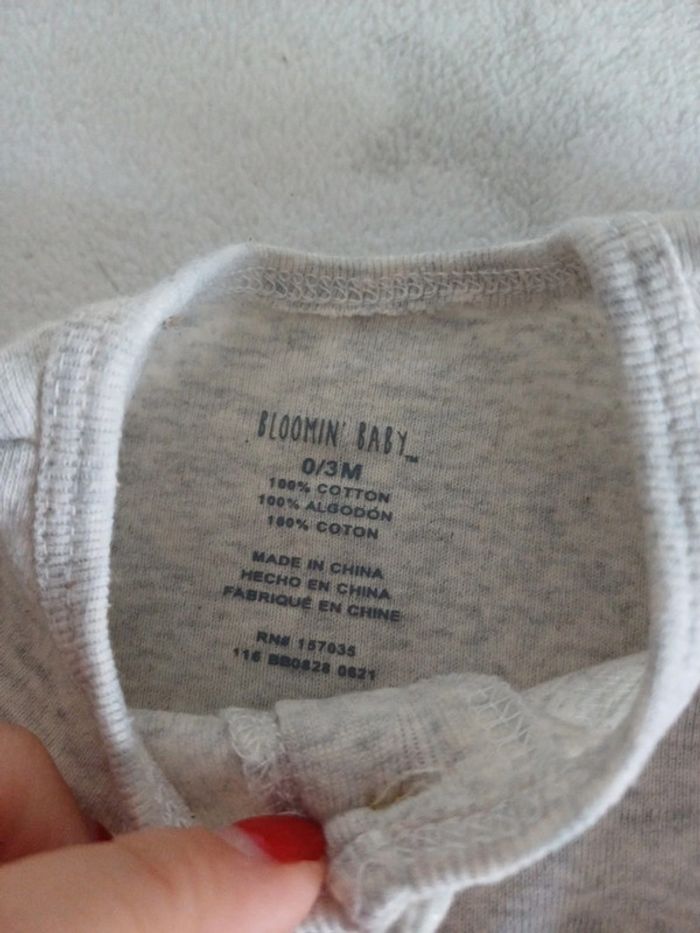 BLOOMIN' BABY™
0/3M
100% COTTON
100% ALGODÓN
100% COTON
MADE IN CHINA
HECHO EN CHINA
FABRIQUÉ EN CHINE
RN# 157035
116 BB0828 0621